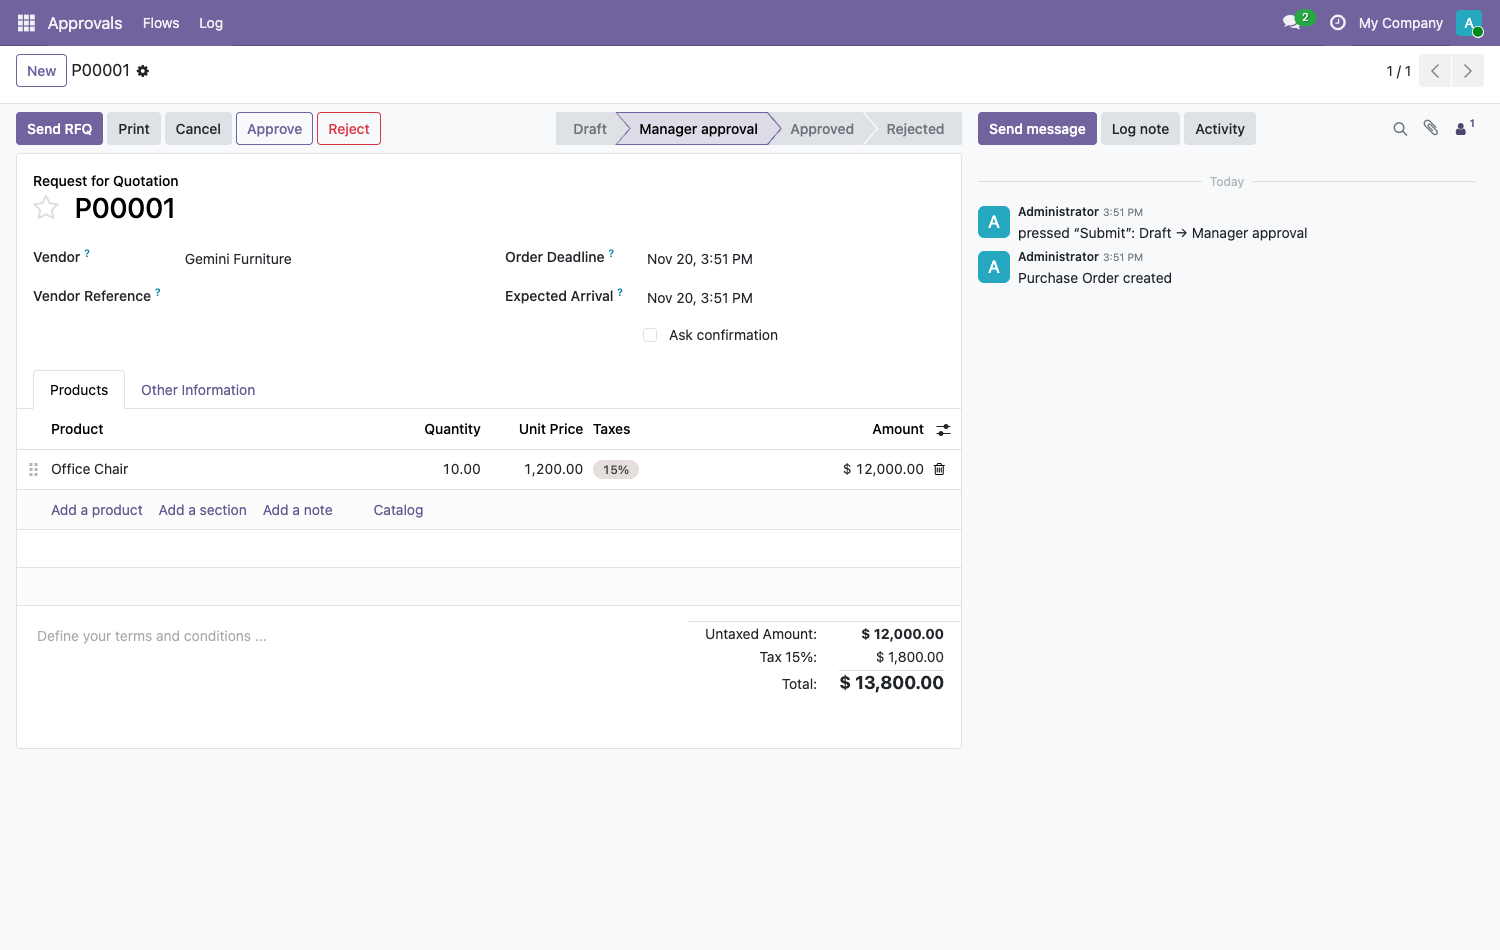 Approvals Flows Log 2 My Company A
New P00001 1 / 1
Send RFQ Print Cancel Approve Reject Draft Manager approval Approved Rejected Send message Log note Activity 1
Request for Quotation
P00001
Vendor ? Gemini Furniture Order Deadline ? Nov 20, 3:51 PM
Vendor Reference ? Expected Arrival ? Nov 20, 3:51 PM
Ask confirmation
Products Other Information
Product Quantity Unit Price Taxes Amount
Office Chair 10.00 1,200.00 15% $ 12,000.00
Add a product Add a section Add a note Catalog
Define your terms and conditions ...
Untaxed Amount: $ 12,000.00
Tax 15%: $ 1,800.00
Total: $ 13,800.00
Today
A Administrator 3:51 PM
pressed “Submit”: Draft → Manager approval
A Administrator 3:51 PM
Purchase Order created